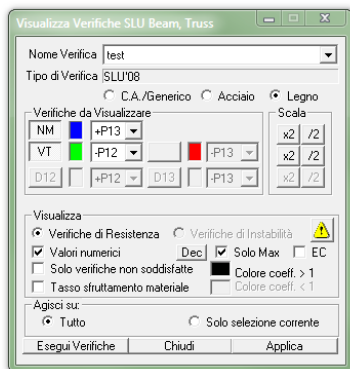 Visualizza Verifiche SLU Beam, Truss
Nome Verifica test
Tipo di Verifica SLU'08
C.A./Generico Acciaio Legno
Verifiche da Visualizzare Scala
NM +P13 x2 /2
VT -P12 -P13 x2 /2
D12 +P12 D13 -P13 x2 /2
Visualizza
Verifiche di Resistenza Verifiche di Instabilità
Valori numerici Dec Solo Max EC
Solo verifiche non soddisfatte Colore coeff. > 1
Tasso sfruttamento materiale Colore coeff. < 1
Agisci su:
Tutto Solo selezione corrente
Esegui Verifiche Chiudi Applica